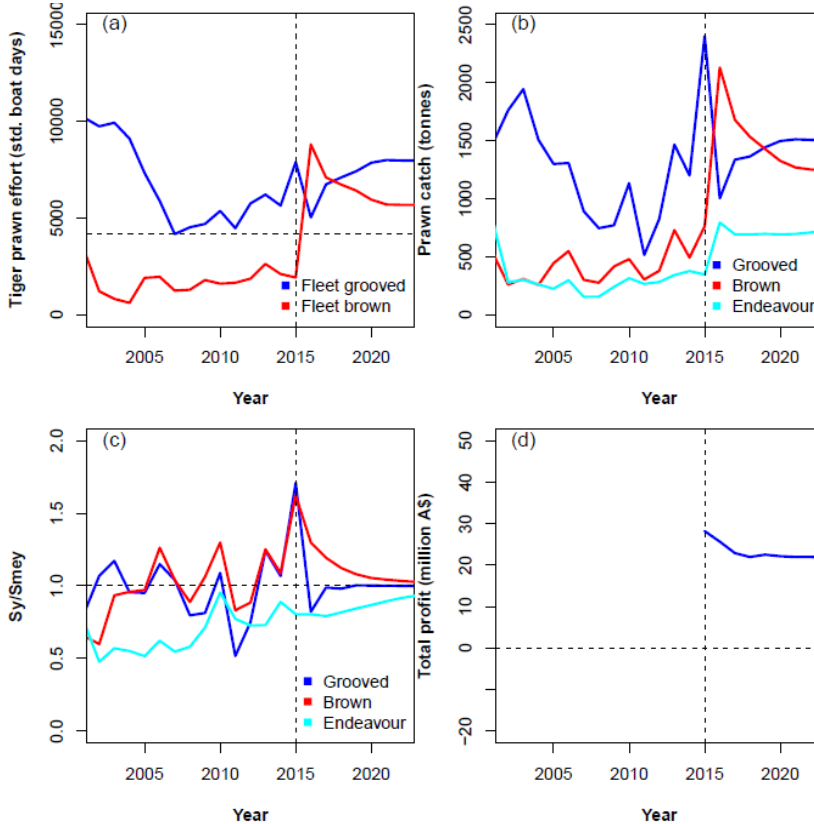 (a)
Tiger prawn effort (std. boat days)
15000
10000
5000
0
Fleet grooved
Fleet brown
2005 2010 2015 2020
Year
(b)
Prawn catch (tonnes)
2500
2000
1500
1000
500
0
Grooved
Brown
Endeavour
2005 2010 2015 2020
Year
(c)
Sy/Smey
2.0
1.5
1.0
0.5
0.0
Grooved
Brown
Endeavour
2005 2010 2015 2020
Year
(d)
Total profit (million A$)
50
40
30
20
10
0
−20
2005 2010 2015 2020
Year